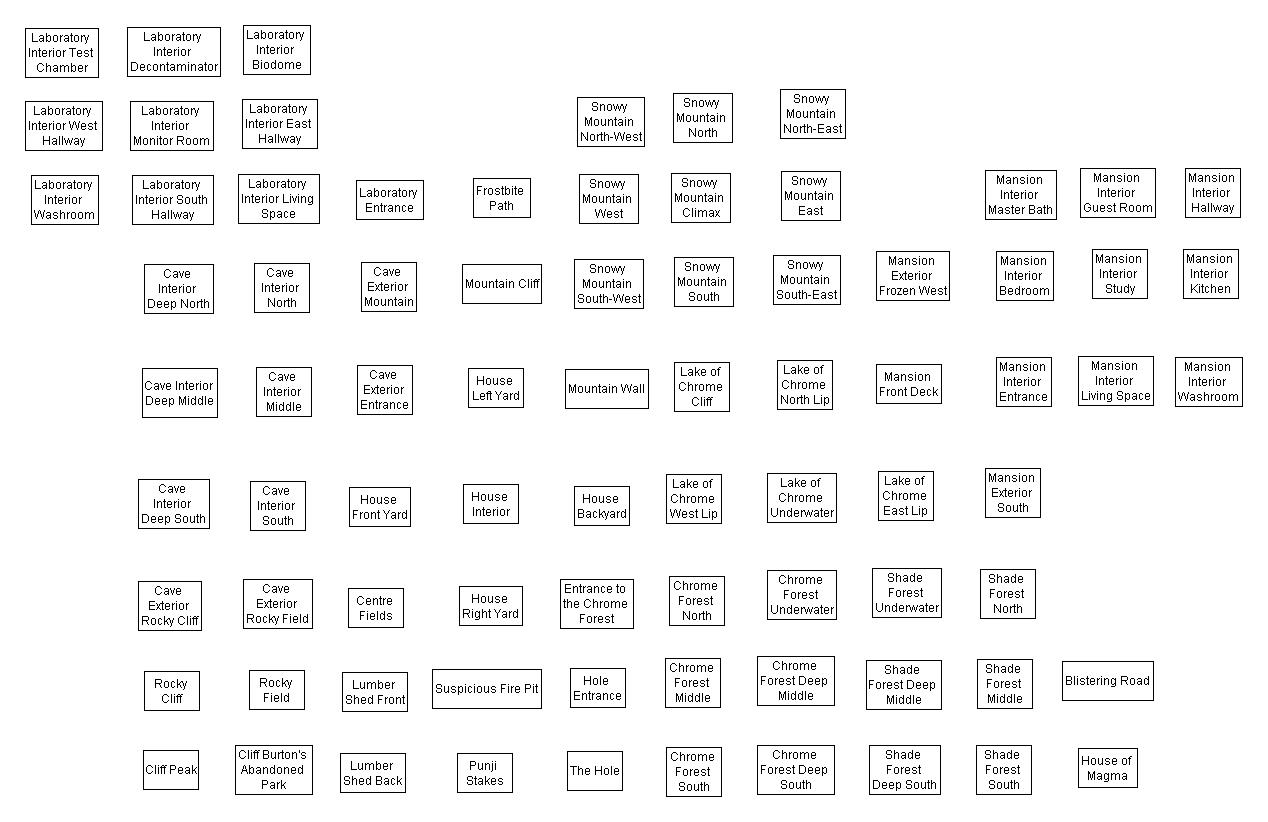 Laboratory
Interior Test
Chamber
Laboratory
Interior
Decontaminator
Laboratory
Interior
Biodome
Laboratory
Interior West
Hallway
Laboratory
Interior
Monitor Room
Laboratory
Interior East
Hallway
Snowy
Mountain
North-West
Snowy
Mountain
North
Snowy
Mountain
North-East
Laboratory
Interior
Washroom
Laboratory
Interior South
Hallway
Laboratory
Interior Living
Space
Laboratory
Entrance
Frostbite
Path
Snowy
Mountain
West
Snowy
Mountain
Climax
Snowy
Mountain
East
Mansion
Interior
Master Bath
Mansion
Interior
Guest Room
Mansion
Interior
Hallway
Cave
Interior
Deep North
Cave
Interior
North
Cave
Exterior
Mountain
Mountain Cliff
Snowy
Mountain
South-West
Snowy
Mountain
South
Snowy
Mountain
South-East
Mansion
Exterior
Frozen West
Mansion
Interior
Bedroom
Mansion
Interior
Study
Mansion
Interior
Kitchen
Cave Interior
Deep Middle
Cave
Interior
Middle
Cave
Exterior
Entrance
House
Left Yard
Mountain Wall
Lake of
Chrome
Cliff
Lake of
Chrome
North Lip
Mansion
Front Deck
Mansion
Interior
Entrance
Mansion
Interior
Living Space
Mansion
Interior
Washroom
Cave
Interior
Deep South
Cave
Interior
South
House
Front Yard
House
Interior
House
Backyard
Lake of
Chrome
West Lip
Lake of
Chrome
Underwater
Lake of
Chrome
East Lip
Mansion
Exterior
South
Cave
Exterior
Rocky Cliff
Cave
Exterior
Rocky Field
Centre
Fields
House
Right Yard
Entrance to
the Chrome
Forest
Chrome
Forest
North
Chrome
Forest
Underwater
Shade
Forest
Underwater
Shade
Forest
North
Rocky
Cliff
Rocky
Field
Lumber
Shed Front
Suspicious Fire Pit
Hole
Entrance
Chrome
Forest
Middle
Chrome
Forest Deep
Middle
Shade
Forest Deep
Middle
Shade
Forest
Middle
Blistering Road
Cliff Peak
Cliff Burton's
Abandoned
Park
Lumber
Shed Back
Punji
Stakes
The Hole
Chrome
Forest
South
Chrome
Forest Deep
South
Shade
Forest
Deep South
Shade
Forest
South
House of
Magma